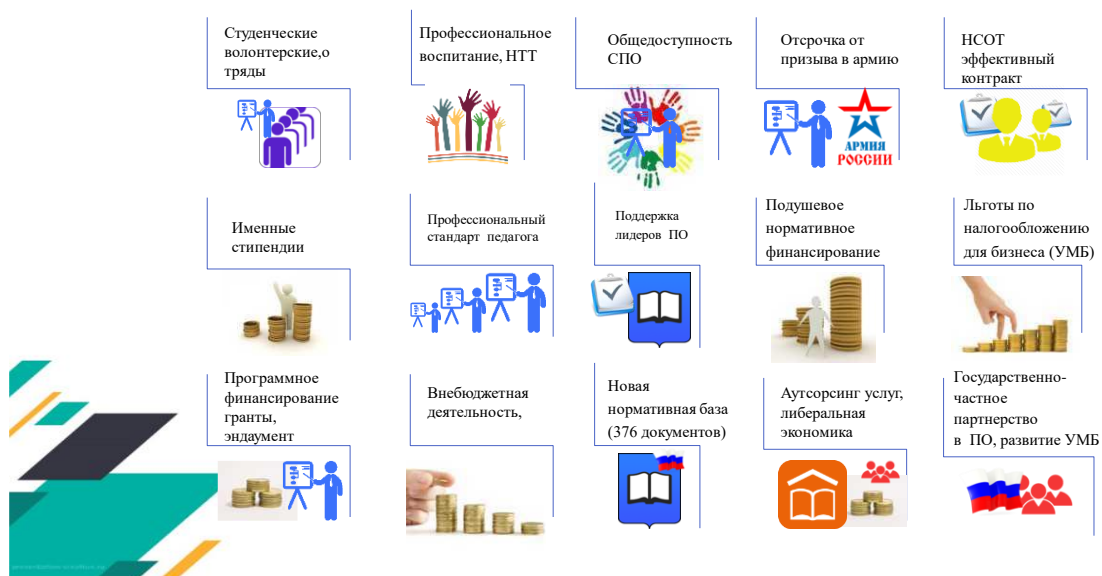 Студенческие
волонтерские,о
тряды
Профессиональное
воспитание, НТТ
Общедоступность
СПО
Отсрочка от
призыва в армию
НСОТ
эффективный
контракт
АРМИЯ
РОССИИ
Именные
стипендии
Профессиональный
стандарт педагога
Поддержка
лидеров ПО
Подушевое
нормативное
финансирование
Льготы по
налогообложению
для бизнеса (УМБ)
Программное
финансирование
гранты,
эндаумент
Внебюджетная
деятельность,
Новая
нормативная база
(376 документов)
Аутсорсинг услуг,
либеральная
экономика
Государственно-
частное
партнерство
в ПО, развитие УМБ